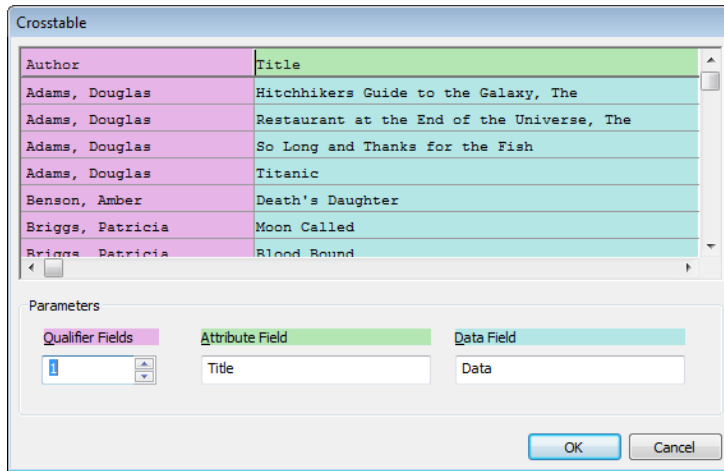 Crosstable
Author Title
Adams, Douglas Hitchhikers Guide to the Galaxy, The
Adams, Douglas Restaurant at the End of the Universe, The
Adams, Douglas So Long and Thanks for the Fish
Adams, Douglas Titanic
Benson, Amber Death's Daughter
Briggs, Patricia Moon Called
Briggs, Patricia Blood Bound
Parameters
Qualifier Fields Attribute Field Data Field
1 Title Data
OK Cancel